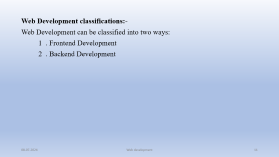 Web Development classifications:-
Web Development can be classified into two ways:
1 . Frontend Development
2 . Backend Development